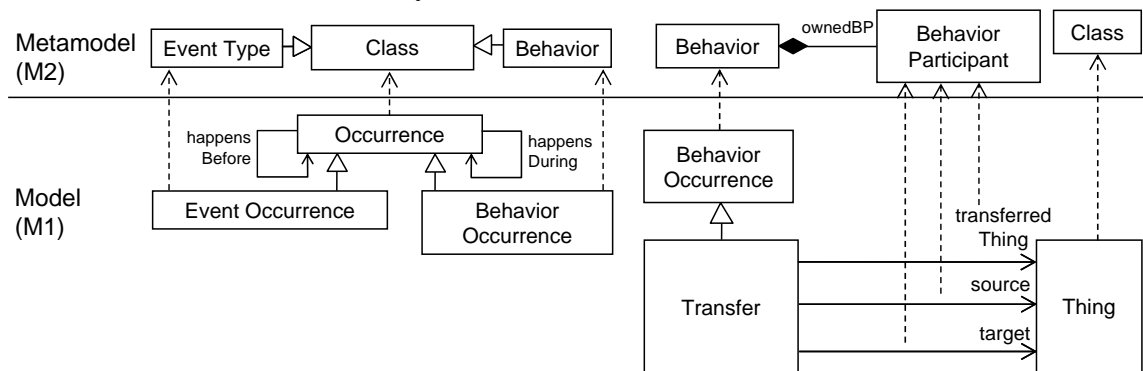 Metamodel
(M2)
Event Type
Class
Behavior
Behavior
ownedBP
Behavior
Participant
Class
Model
(M1)
happens
Before
Occurrence
happens
During
Event Occurrence
Behavior
Occurrence
Behavior
Occurrence
Transfer
transferred
Thing
source
target
Thing